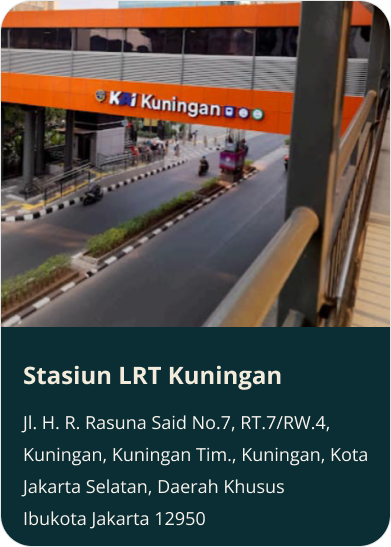 KAI Kuningan
Stasiun LRT Kuningan
Jl. H. R. Rasuna Said No.7, RT.7/RW.4,
Kuningan, Kuningan Tim., Kuningan, Kota
Jakarta Selatan, Daerah Khusus
Ibukota Jakarta 12950